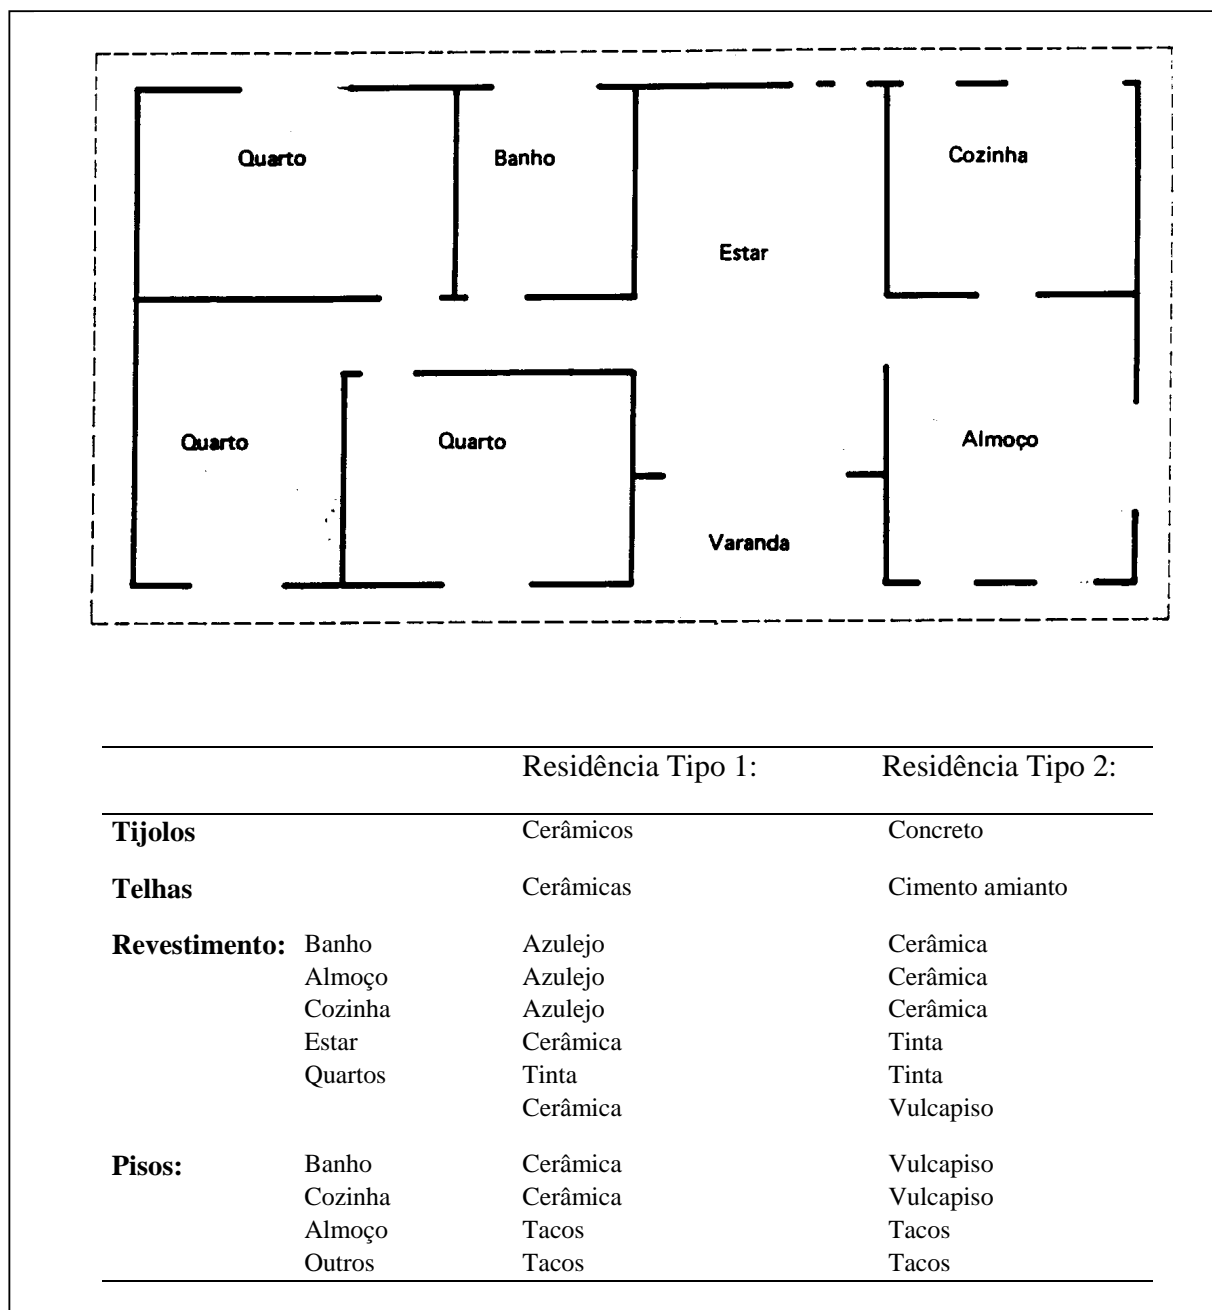 Quarto Banho Cozinha
Estar
Quarto Quarto Almoço
Varanda
Residência Tipo 1: Residência Tipo 2:
Tijolos Cerâmicos Concreto
Telhas Cerâmicas Cimento amianto
Revestimento: Banho Azulejo Cerâmica
Almoço Azulejo Cerâmica
Cozinha Azulejo Cerâmica
Estar Cerâmica Tinta
Quartos Tinta Tinta
Cerâmica Vulcapiso
Pisos: Banho Cerâmica Vulcapiso
Cozinha Cerâmica Vulcapiso
Almoço Tacos Tacos
Outros Tacos Tacos